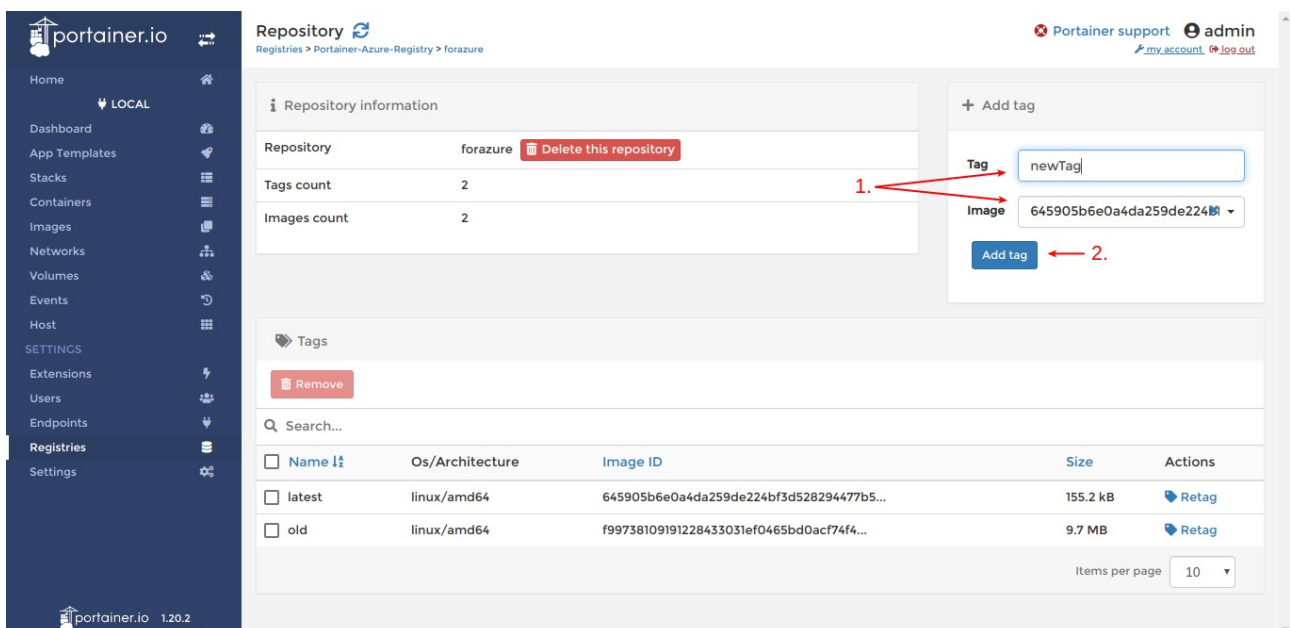 portainer.io
Home
LOCAL
Dashboard
App Templates
Stacks
Containers
Images
Networks
Volumes
Events
Host
SETTINGS
Extensions
Users
Endpoints
Registries
Settings
portainer.io 1.20.2
Repository
Registries > Portainer-Azure-Registry > forazure
Portainer support admin
my account log out
Repository information
Repository forazure Delete this repository
Tags count 2
Images count 2
Add tag
1.
Tag newTag
Image 645905b6e0a4da259de224b
Add tag 2.
Tags
Remove
Search...
Name Os/Architecture Image ID Size Actions
latest linux/amd64 645905b6e0a4da259de224bf3d528294477b5... 155.2 kB Retag
old linux/amd64 f99738109191228433031ef0465bd0acf74f4... 9.7 MB Retag
Items per page 10